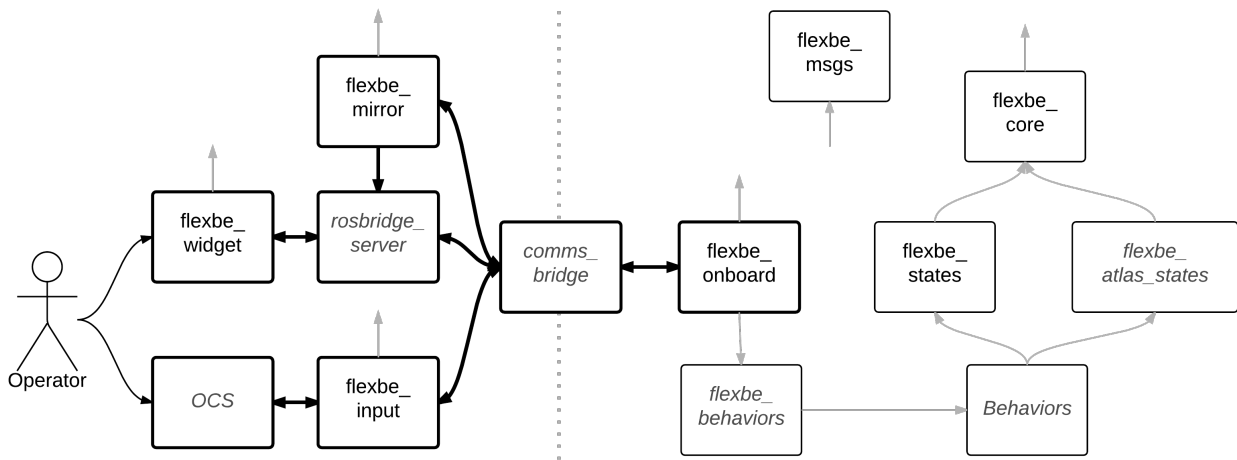 flexbe_
mirror
flexbe_
widget
rosbridge_
server
Operator
OCS
flexbe_
input
comms_
bridge
flexbe_
onboard
flexbe_
msgs
flexbe_
core
flexbe_
states
flexbe_
atlas_states
flexbe_
behaviors
Behaviors